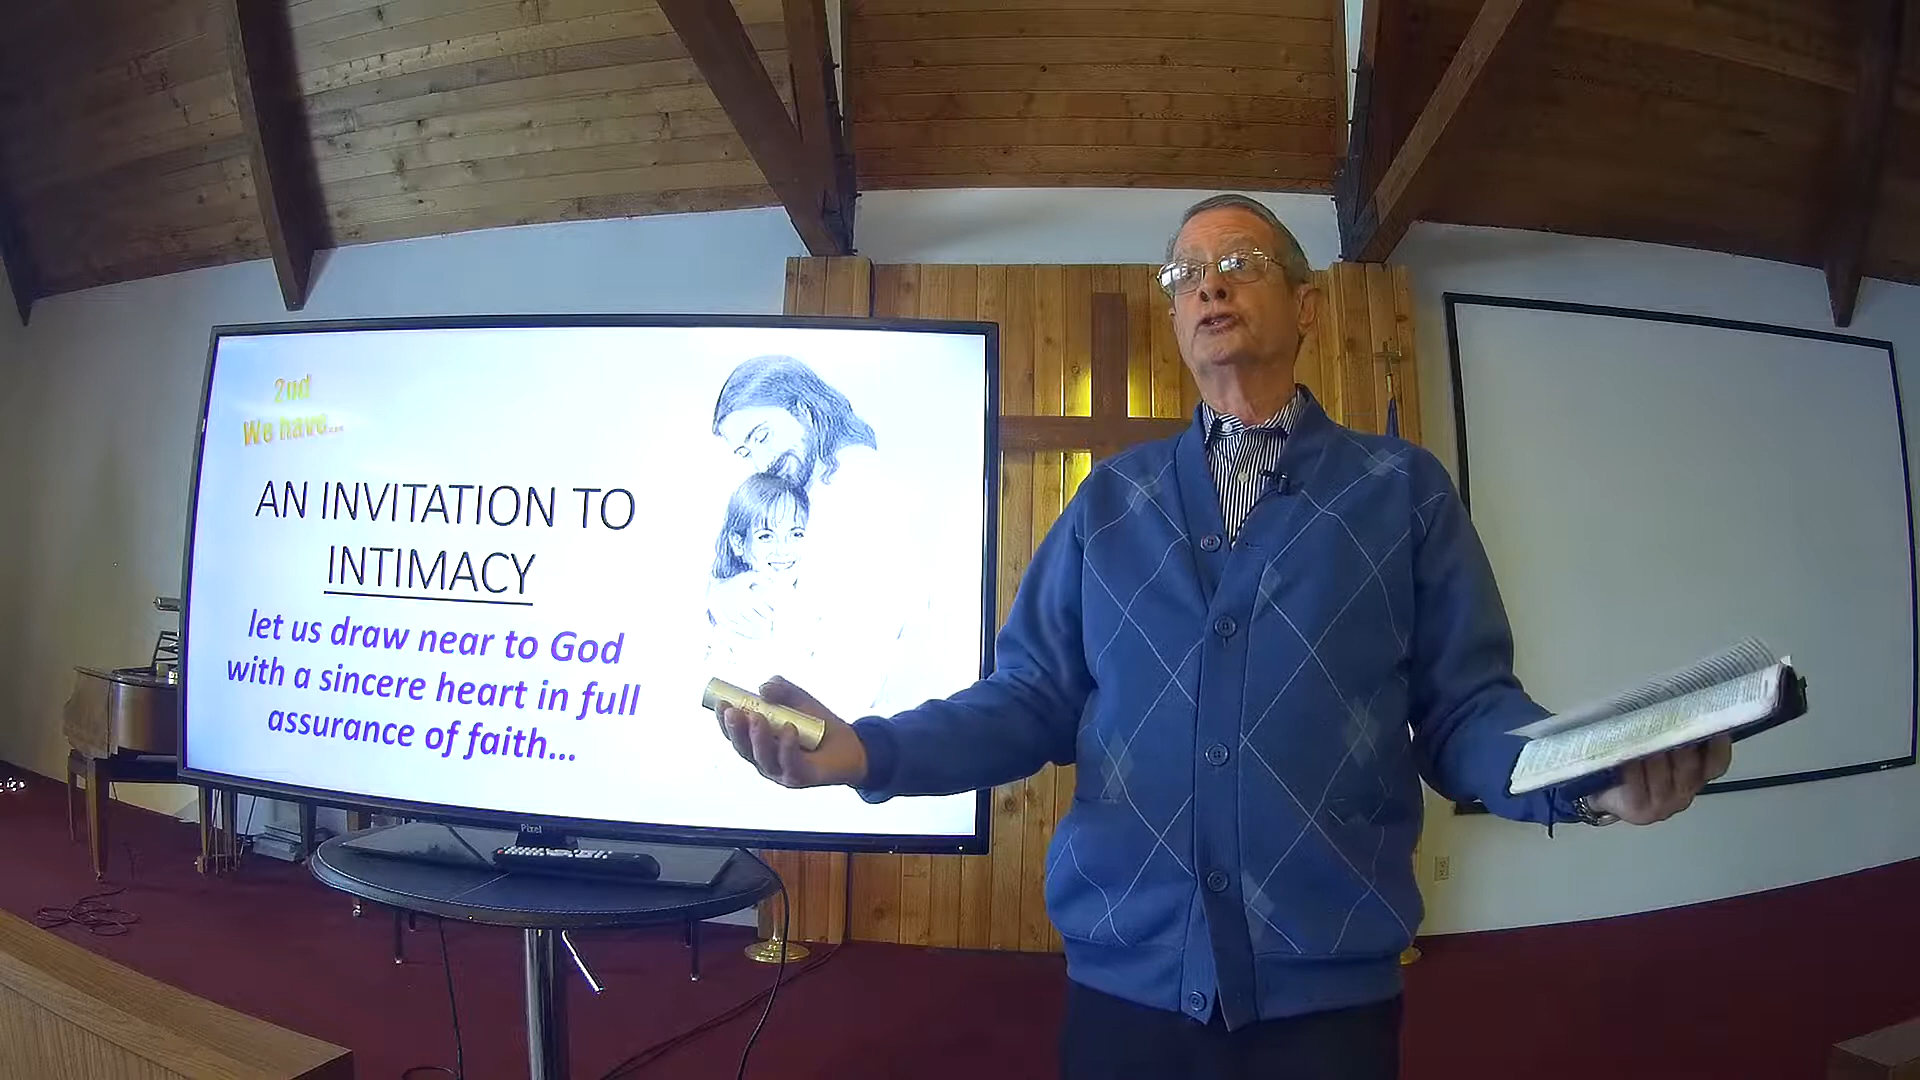 2nd
We have...
AN INVITATION TO
INTIMACY
let us draw near to God
with a sincere heart in full
assurance of faith...
Pixel